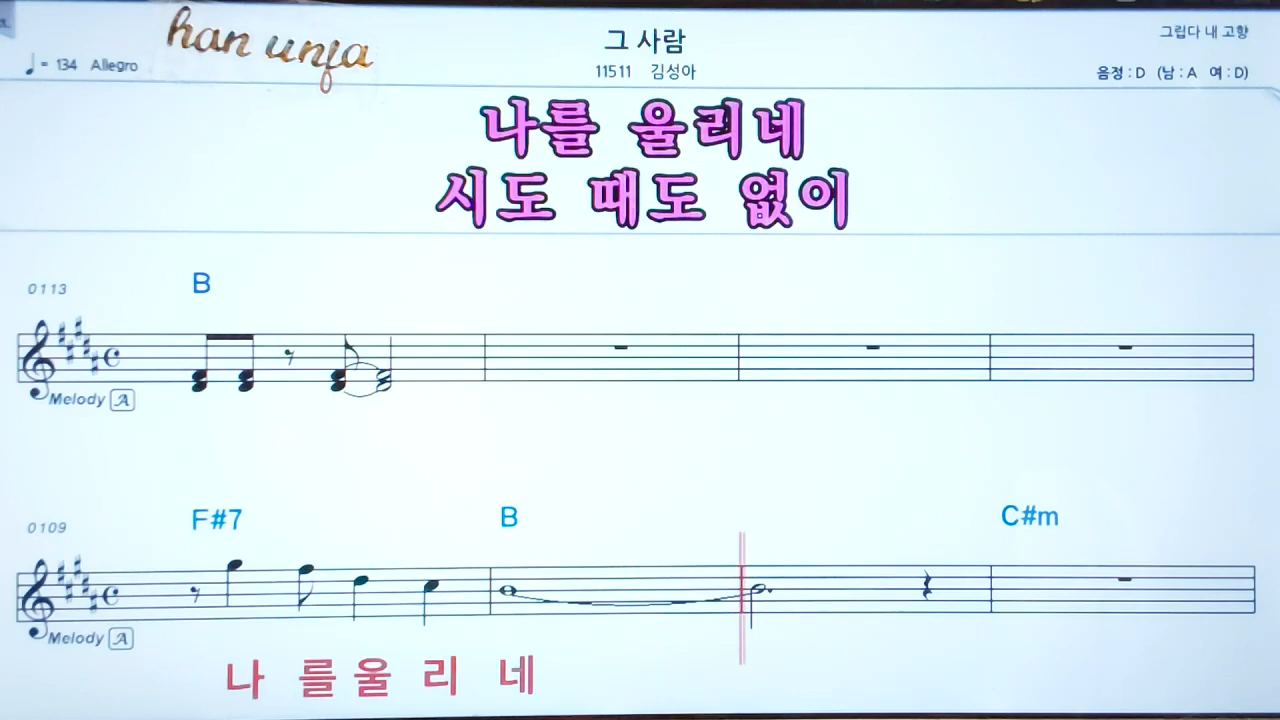 han unja
그 사람
그립다 내 고향
♩= 134 Allegro
11511 김성아
음정 : D (남 : A 여 : D)
나를 울리네
시도 때도 없이
0113 B
Melody A
0109 F#7 B C#m
Melody A
나 를 울 리 네